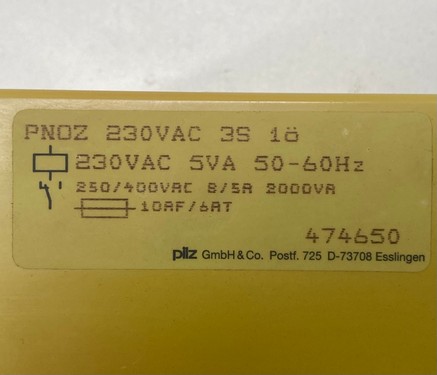 PNOZ 230VAC 3S 1ö
230VAC 5VA 50-60Hz
250/400VAC 8/5A 2000VA
10AF/6AT
474650
pilz GmbH & Co. Postf. 725 D-73708 Esslingen